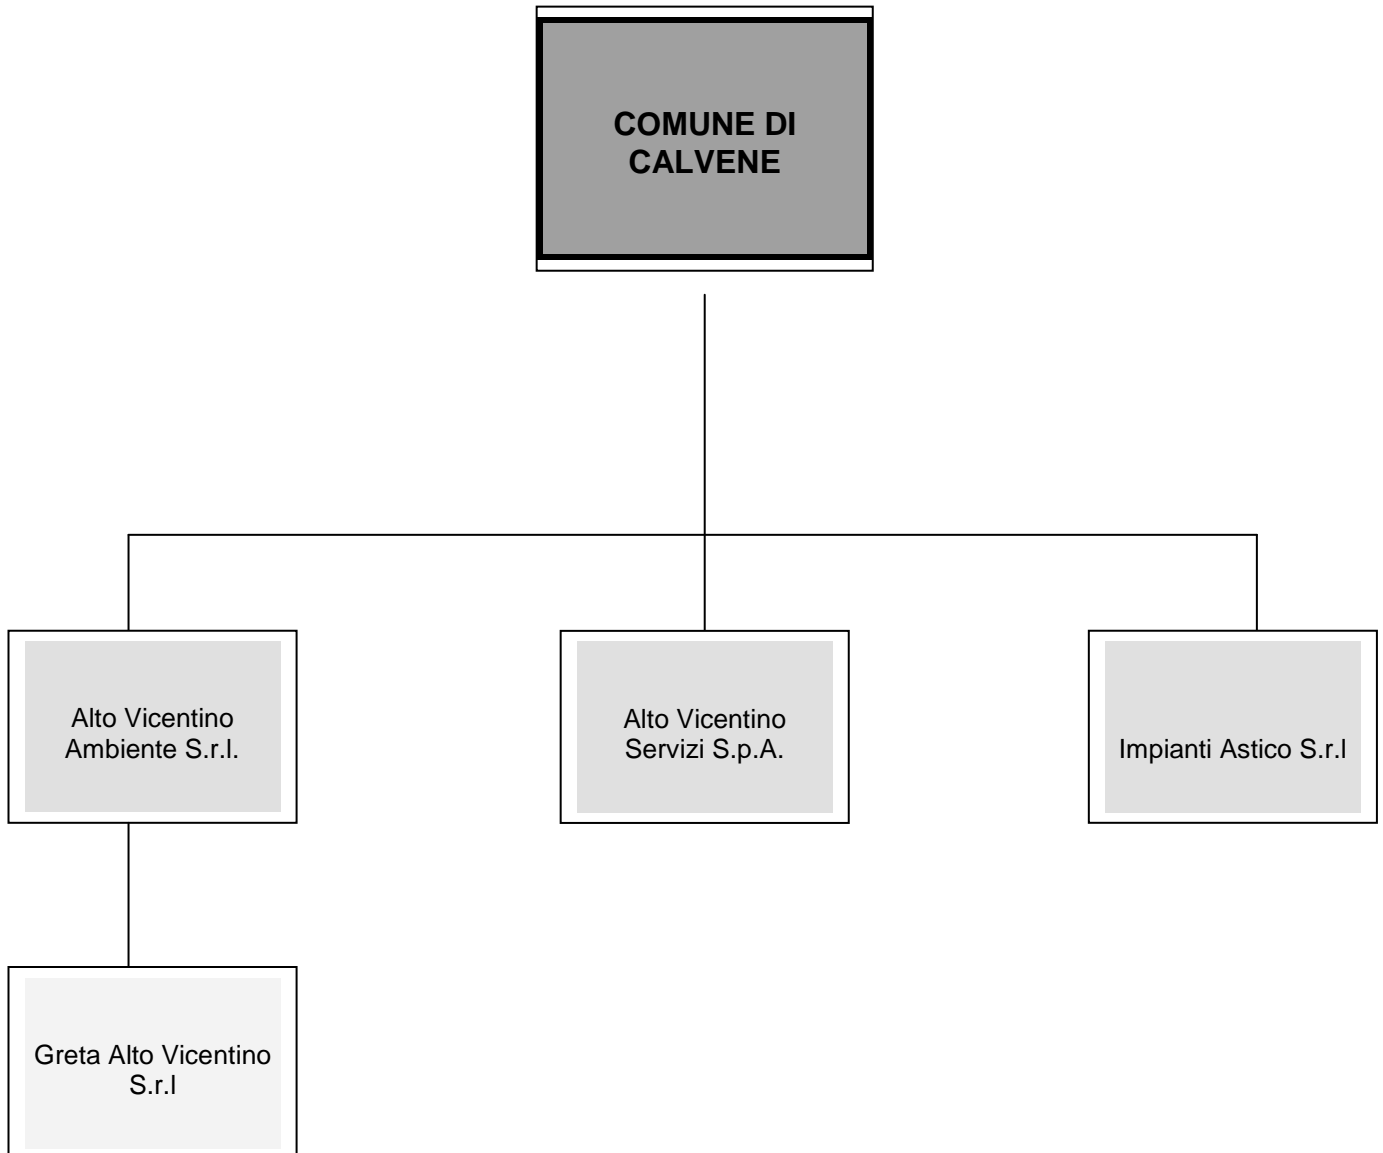 COMUNE DI
CALVENE
Alto Vicentino
Ambiente S.r.l.
Alto Vicentino
Servizi S.p.A.
Impianti Astico S.r.l
Greta Alto Vicentino
S.r.l